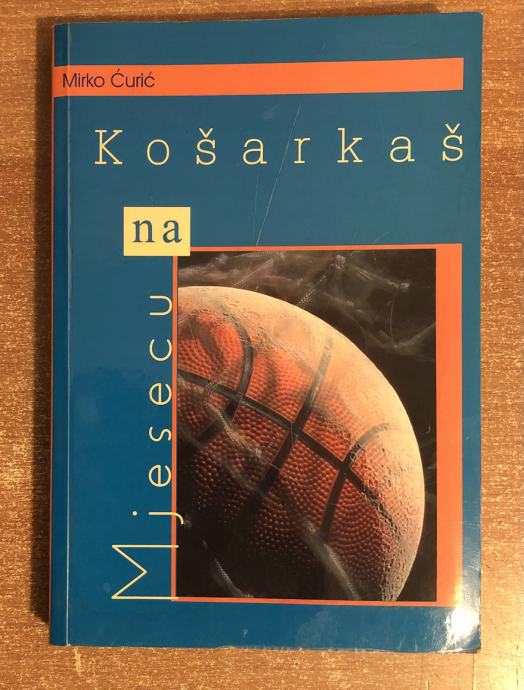 Mirko Ćurić
Košarkaš
na
Mjesecu